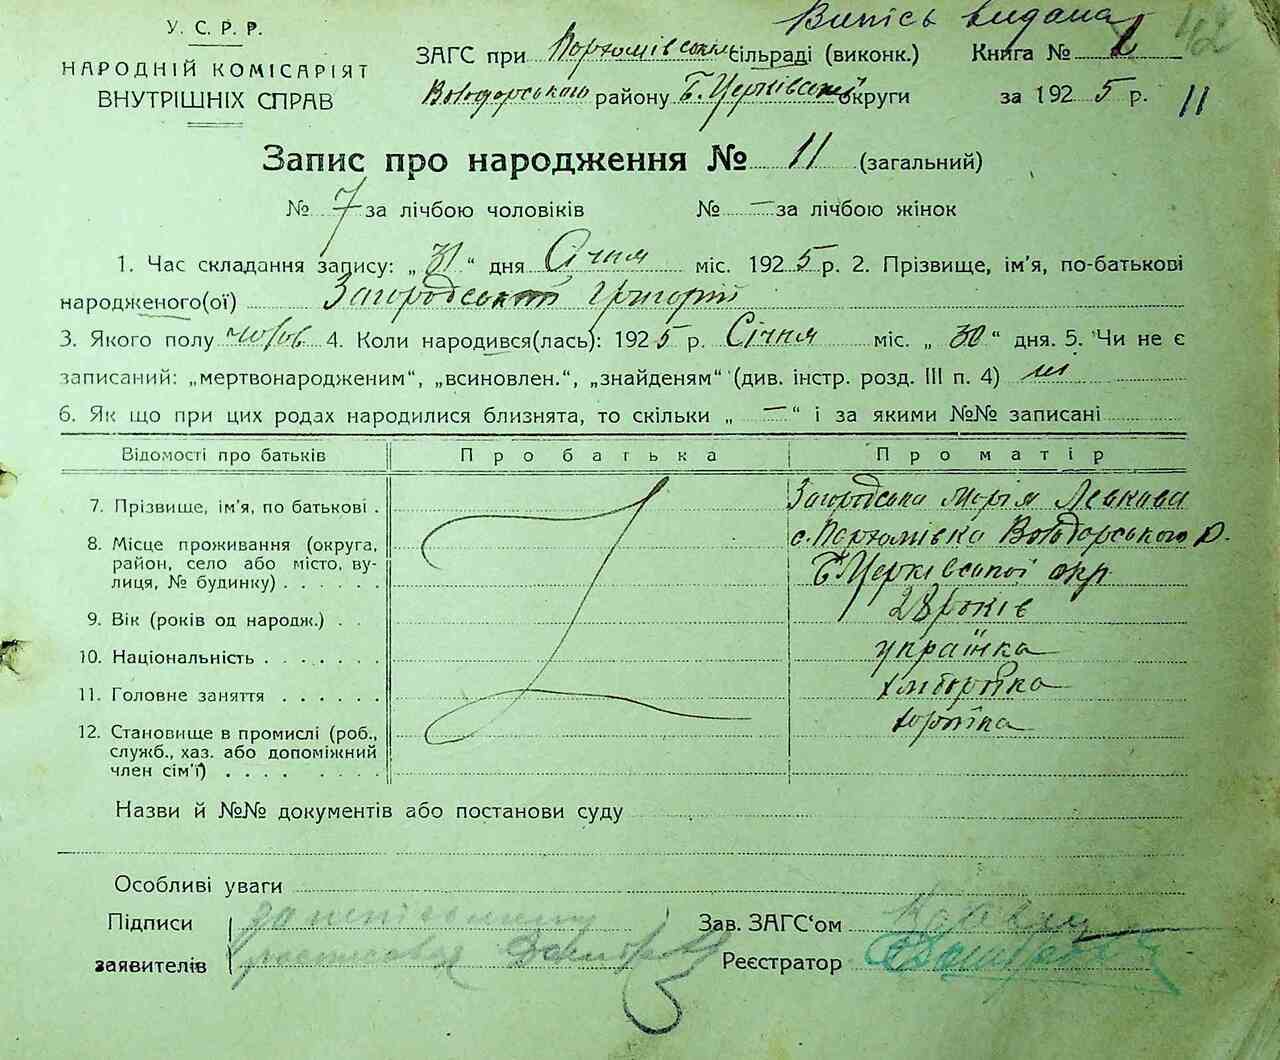 Випісь видана
У. С. Р. Р.
НАРОДНІЙ КОМІСАРІЯТ
ВНУТРІШНІХ СПРАВ
ЗАГС при сільраді (виконк.) Книга № 1 42
Володарського району Б.Церківської округи за 1925 р. 11
Запис про народження № 11 (загальний)
№ 7 за лічбою чоловіків № — за лічбою жінок
1. Час складання запису: „31“ дня Січня міс. 1925 р. 2. Прізвище, ім'я, по-батькові
народженого(ої) Загородський Григорій
3. Якого полу чолов 4. Коли народився(лась): 1925 р. Січня міс. „30“ дня. 5. Чи не є
записаний: „мертвонародженим“, „всиновлен.“, „знайденям“ (див. інстр. розд. III п. 4) ні
6. Як що при цих родах народилися близнята, то скільки „—“ і за якими №№ записані
Відомості про батьків Про батька Про матір
7. Прізвище, ім'я, по батькові . Загородська Марія Левкова
8. Місце проживання (округа, район, село або місто, вулиця, № будинку) . . . . . с. Володарського р.
Б.Церківської окр.
9. Вік (років од народж.) . . 28 років
10. Національність . . . . . . . українка
11. Головне заняття . . . . . . хліборобка
12. Становище в промислі (роб., служб., хаз. або допоміжний член сім'ї) . . . . . . . .
Назви й №№ документів або постанови суду
Особливі уваги
Підписи Зав. ЗАГС'ом
заявителів Реєстратор